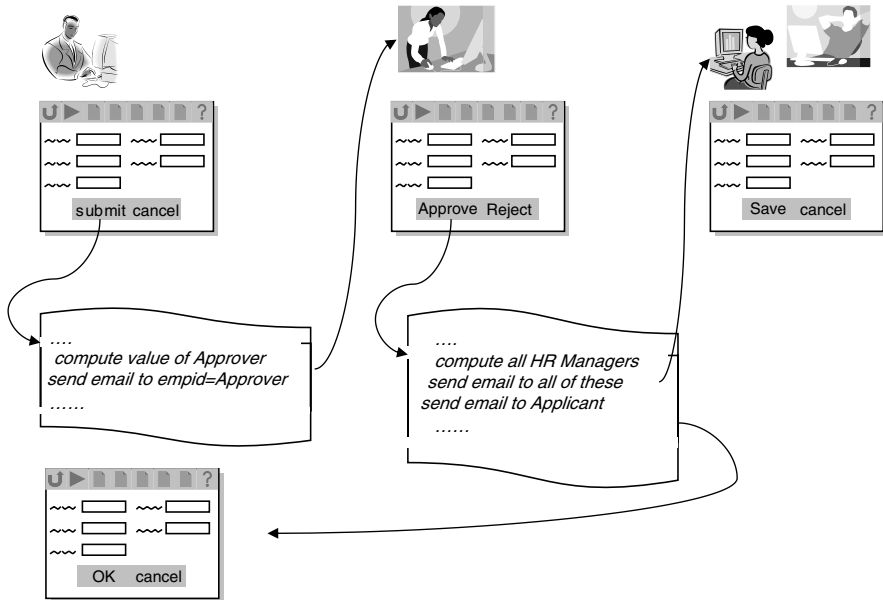 ?
?
?
submit cancel
Approve Reject
Save cancel
....
compute value of Approver
send email to empid=Approver
......
....
compute all HR Managers
send email to all of these
send email to Applicant
......
?
OK cancel